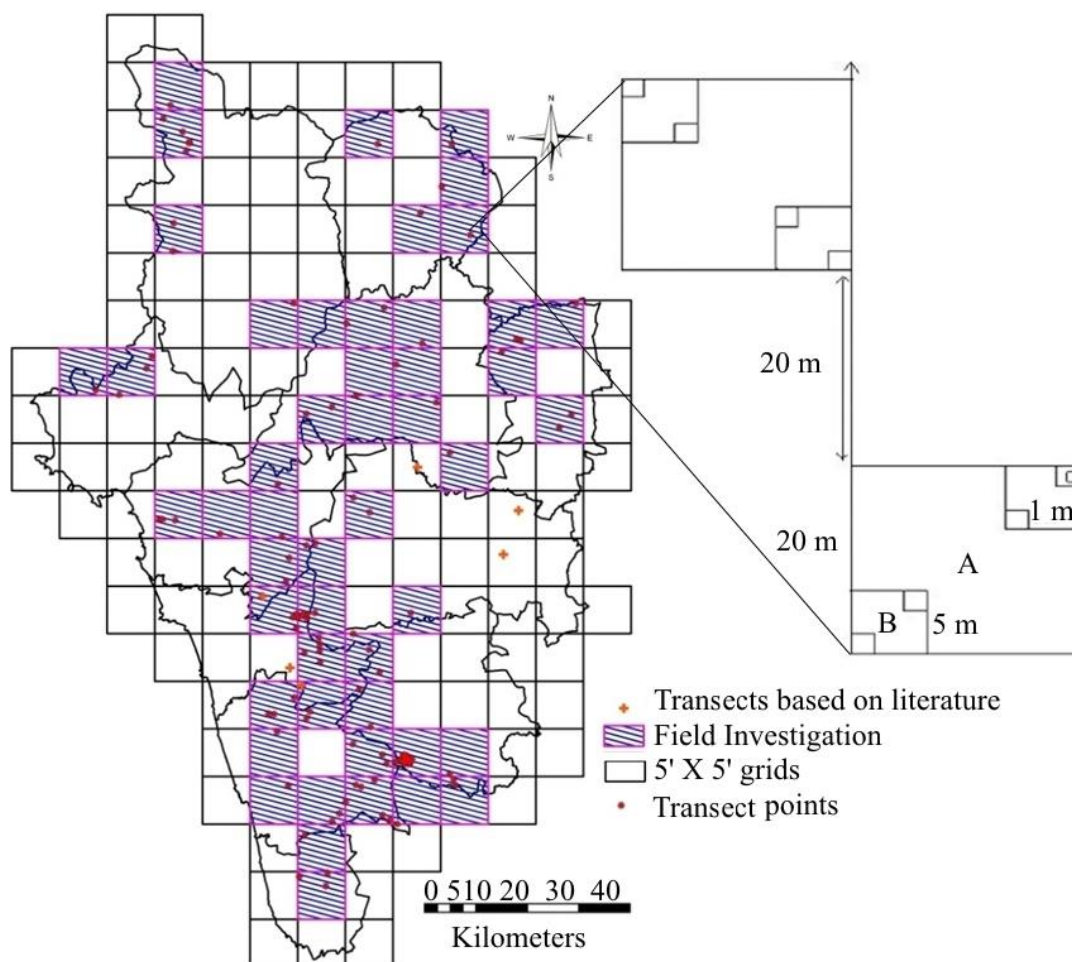 N
W E
S
20 m
20 m
1 m
A
B
5 m
Transects based on literature
Field Investigation
5' X 5' grids
Transect points
0 510 20 30 40
Kilometers